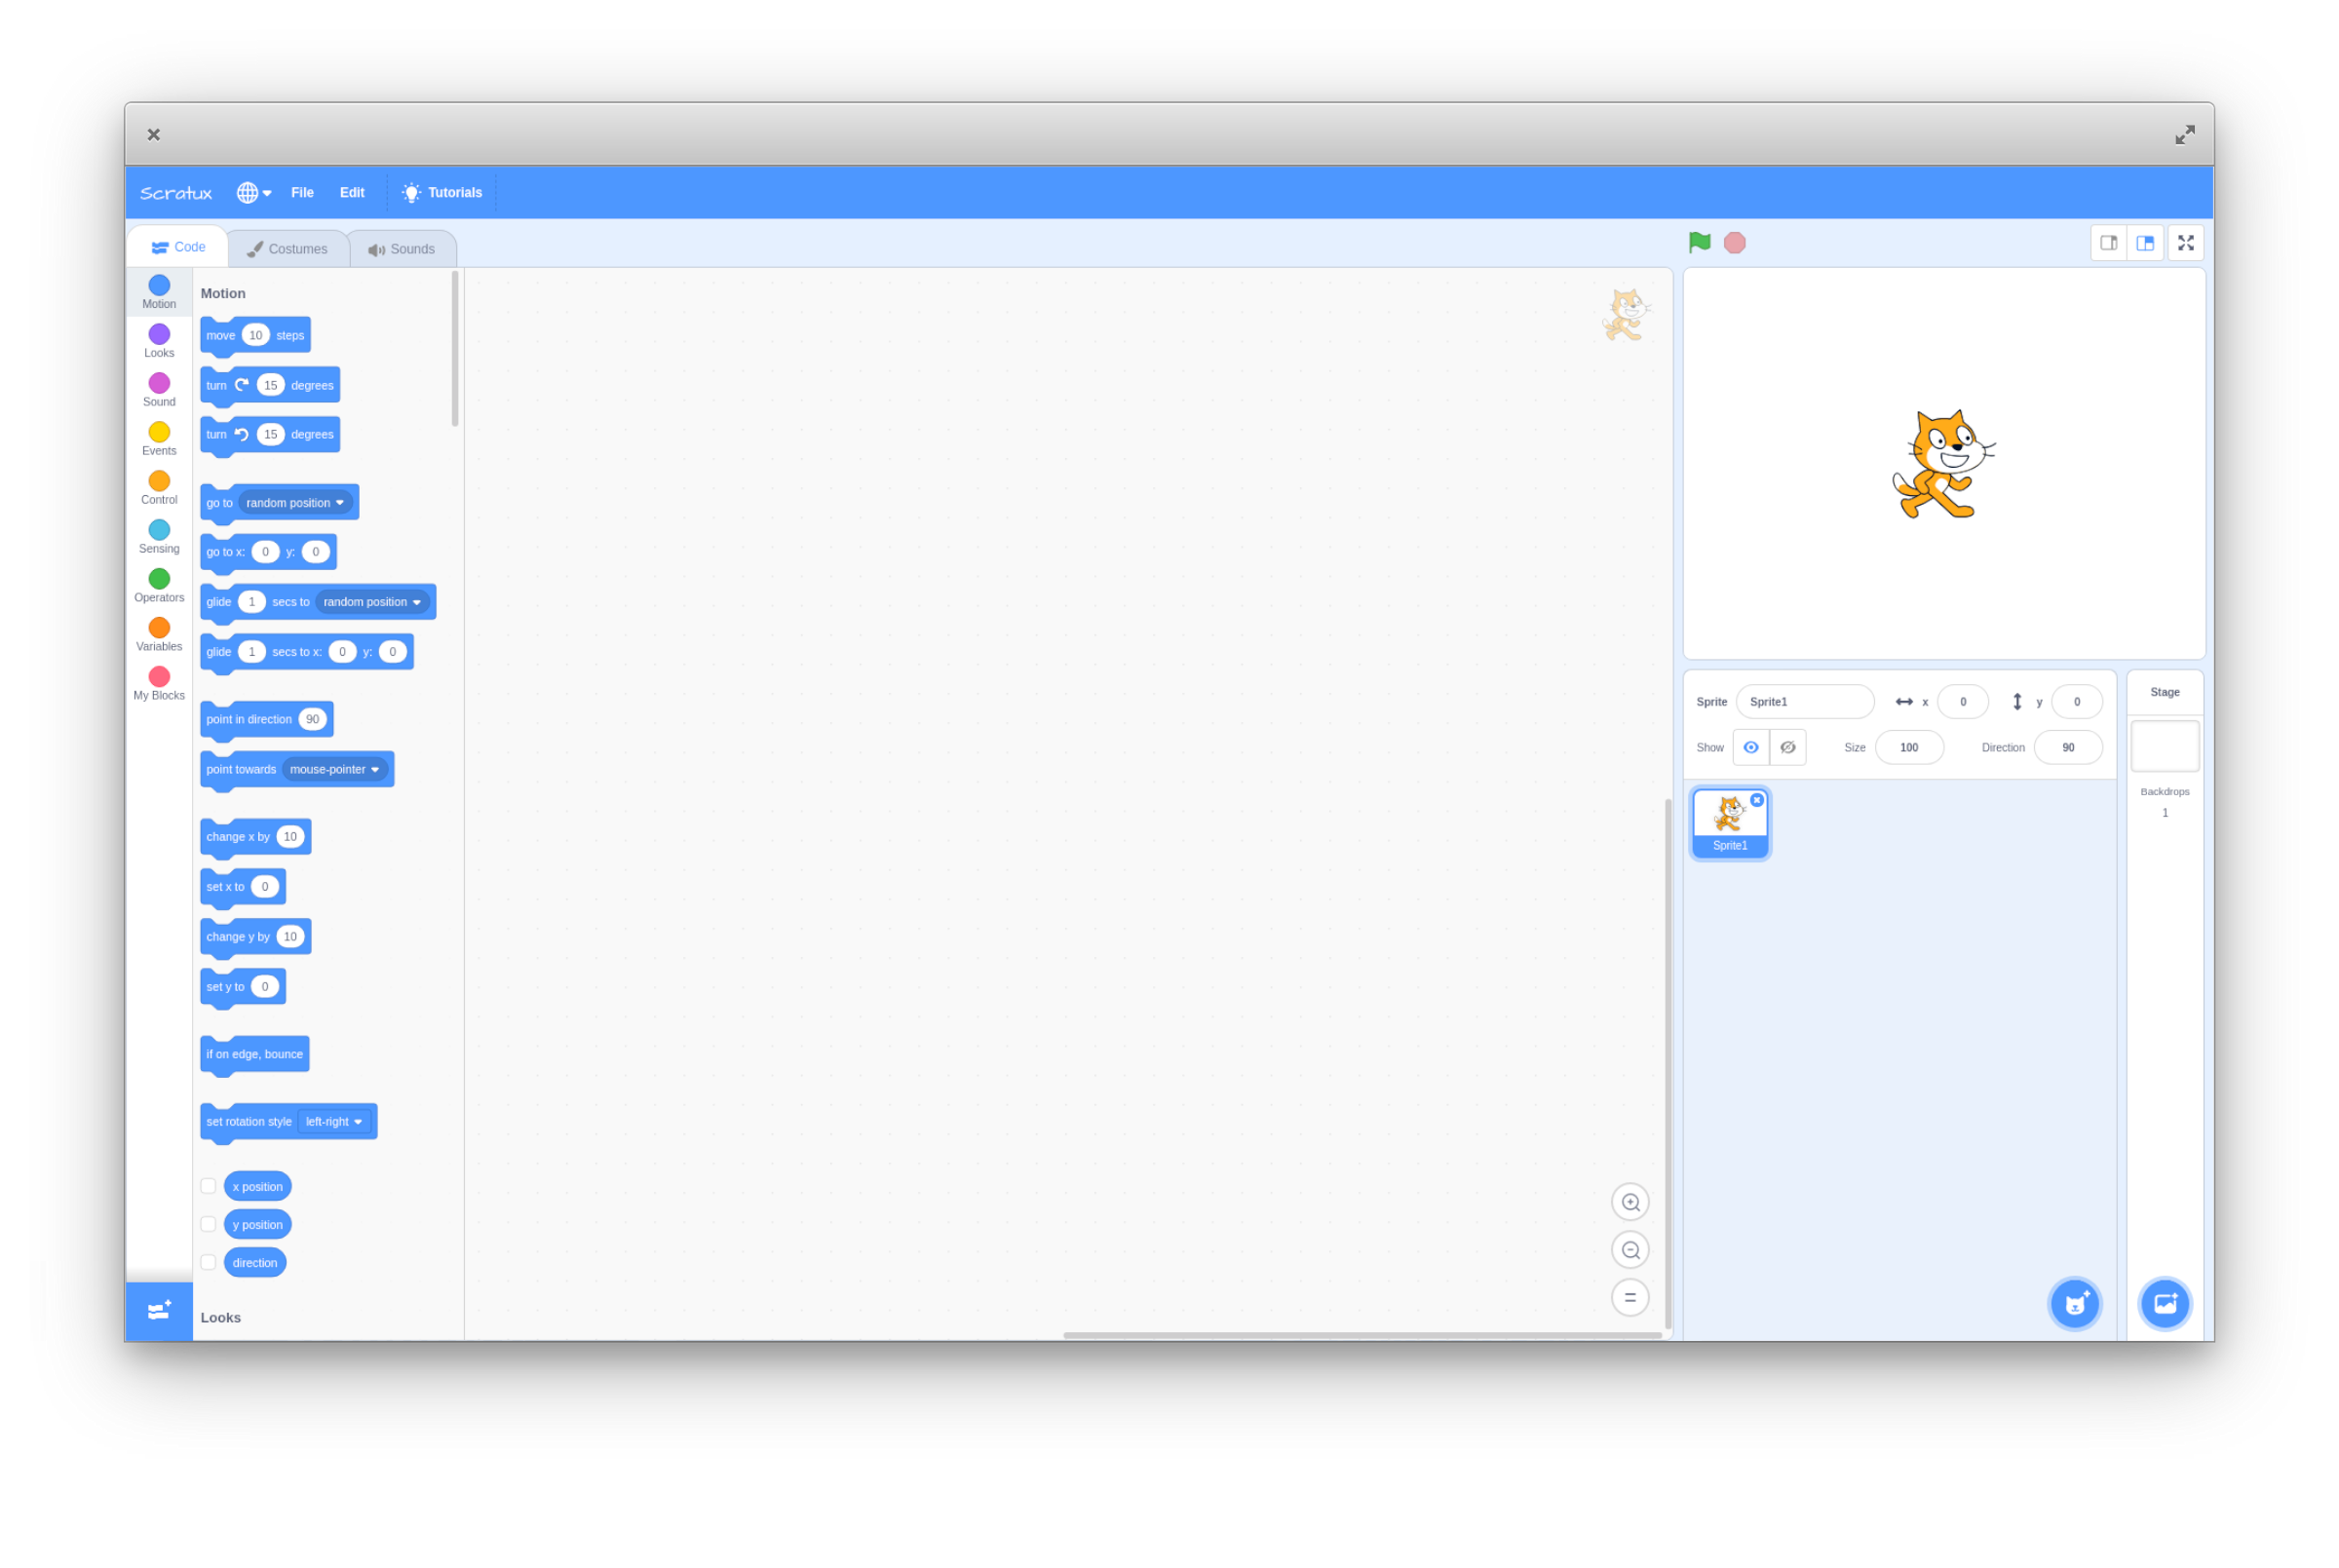 Scratux File Edit Tutorials
Code Costumes Sounds
Motion
Looks
Sound
Events
Control
Sensing
Operators
Variables
My Blocks
Motion
move 10 steps
turn 15 degrees
turn 15 degrees
go to random position
go to x: 0 y: 0
glide 1 secs to random position
glide 1 secs to x: 0 y: 0
point in direction 90
point towards mouse-pointer
change x by 10
set x to 0
change y by 10
set y to 0
if on edge, bounce
set rotation style left-right
x position
y position
direction
Looks
Sprite Sprite1 x 0 y 0
Show Size 100 Direction 90
Sprite1
Stage
Backdrops
1